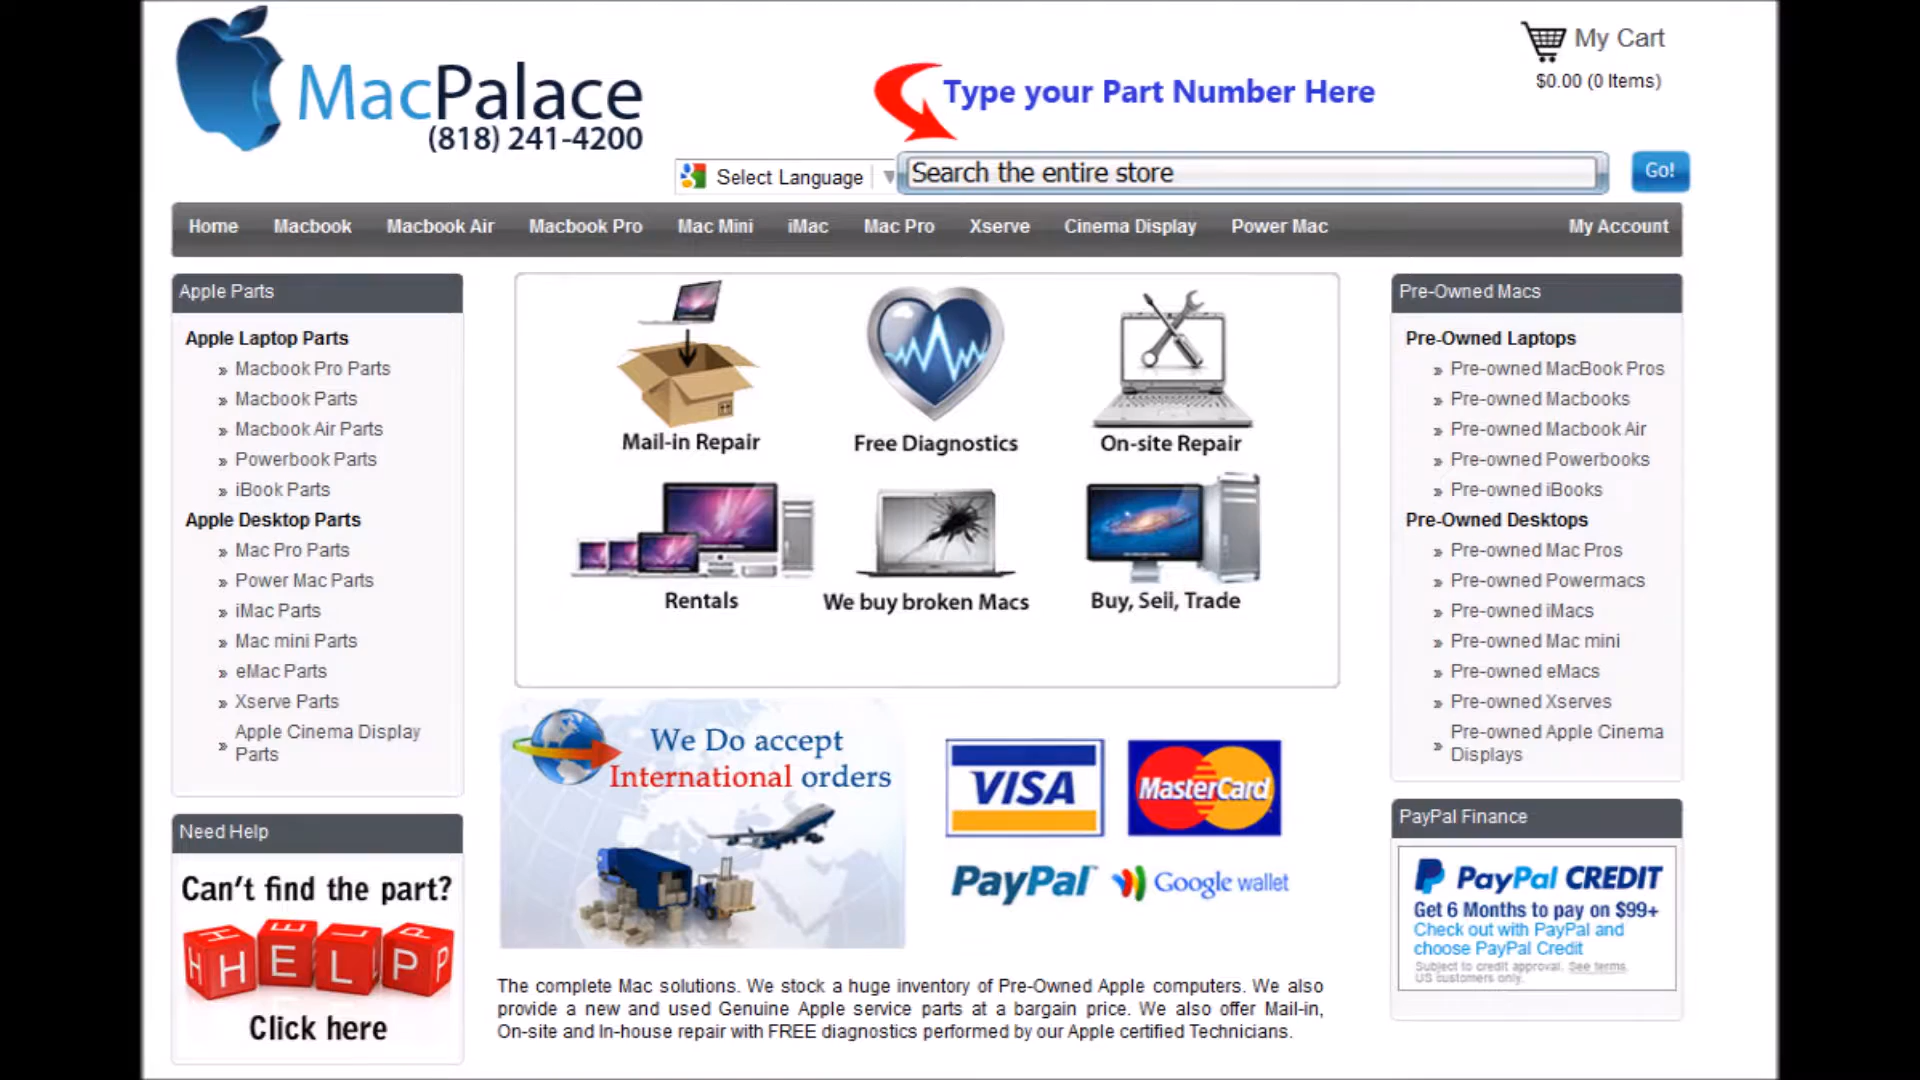 MacPalace
(818) 241-4200
Type your Part Number Here
My Cart
$0.00 (0 Items)
Select Language
Search the entire store
Go!
Home Macbook Macbook Air Macbook Pro Mac Mini iMac Mac Pro Xserve Cinema Display Power Mac My Account
Apple Parts
Apple Laptop Parts
» Macbook Pro Parts
» Macbook Parts
» Macbook Air Parts
» Powerbook Parts
» iBook Parts
Apple Desktop Parts
» Mac Pro Parts
» Power Mac Parts
» iMac Parts
» Mac mini Parts
» eMac Parts
» Xserve Parts
» Apple Cinema Display
Parts
Need Help
Can't find the part?
HELP
Click here
Mail-in Repair
Free Diagnostics
On-site Repair
Rentals
We buy broken Macs
Buy, Sell, Trade
We Do accept
International orders
VISA
MasterCard
PayPal
Google wallet
The complete Mac solutions. We stock a huge inventory of Pre-Owned Apple computers. We also
provide a new and used Genuine Apple service parts at a bargain price. We also offer Mail-in,
On-site and In-house repair with FREE diagnostics performed by our Apple certified Technicians.
Pre-Owned Macs
Pre-Owned Laptops
» Pre-owned MacBook Pros
» Pre-owned Macbooks
» Pre-owned Macbook Air
» Pre-owned Powerbooks
» Pre-owned iBooks
Pre-Owned Desktops
» Pre-owned Mac Pros
» Pre-owned Powermacs
» Pre-owned iMacs
» Pre-owned Mac mini
» Pre-owned eMacs
» Pre-owned Xserves
» Pre-owned Apple Cinema
Displays
PayPal Finance
PayPal CREDIT
Get 6 Months to pay on $99+
Check out with PayPal and
choose PayPal Credit
Subject to credit approval. See terms.
US customers only.